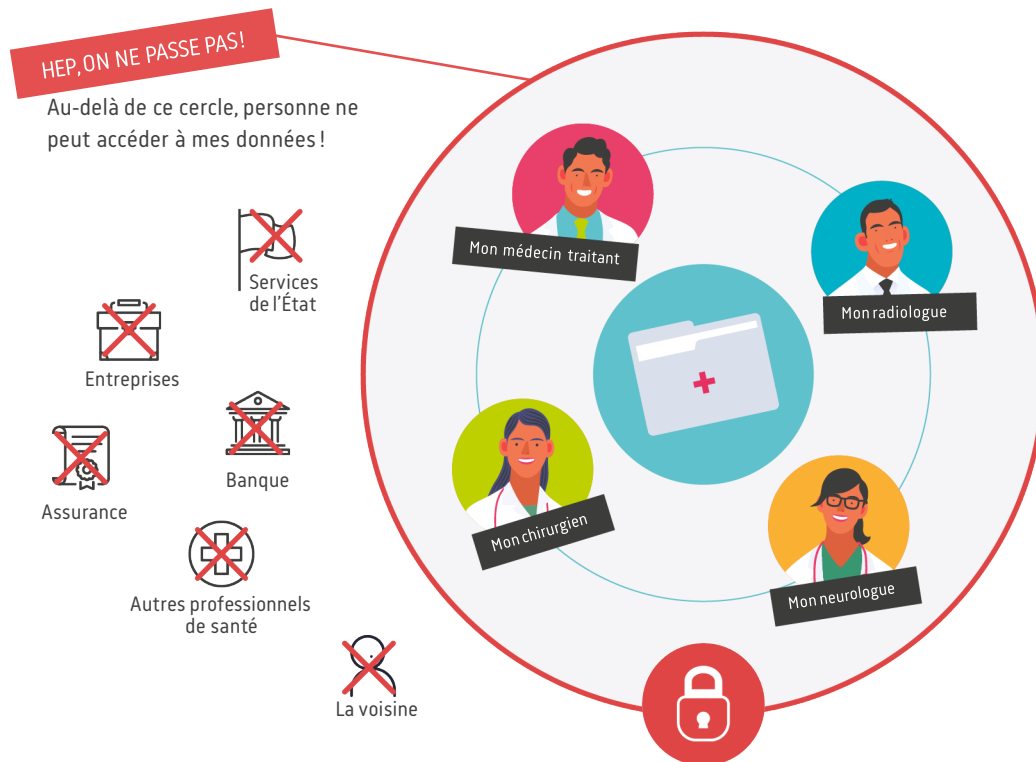 HEP, ON NE PASSE PAS!
Au-delà de ce cercle, personne ne
peut accéder à mes données!
Services
de l'État
Entreprises
Banque
Assurance
Autres professionnels
de santé
La voisine
Mon médecin traitant
Mon radiologue
Mon chirurgien
Mon neurologue